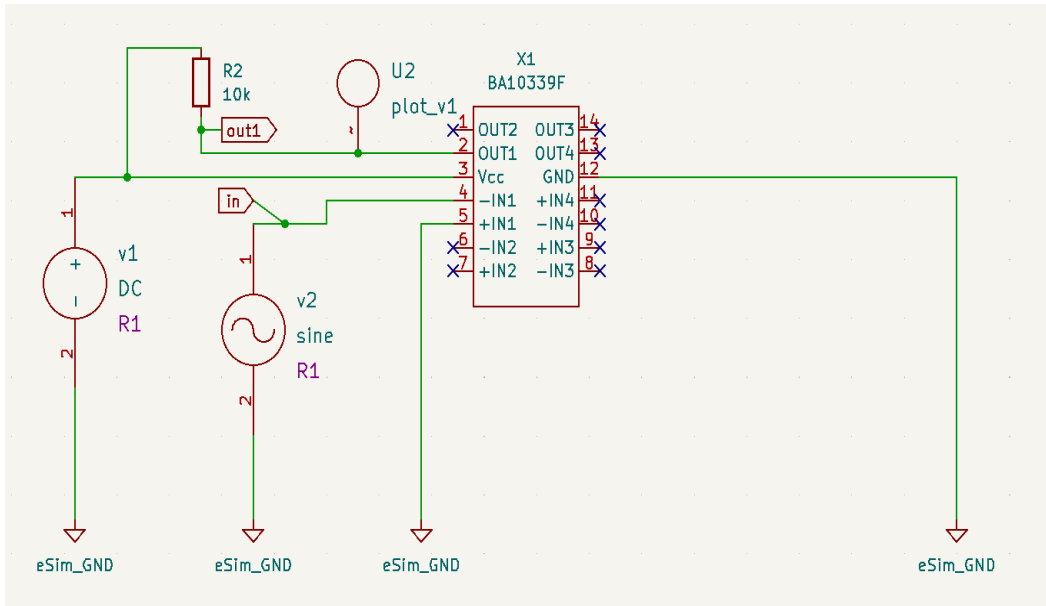 X1
BA10339F
R2
10k
U2
plot_v1
~
out1
in
1 OUT2 OUT3 14
2 OUT1 OUT4 13
3 Vcc GND 12
4 -IN1 +IN4 11
5 +IN1 -IN4 10
6 -IN2 +IN3 9
7 +IN2 -IN3 8
1
+
-
v1
DC
R1
2
1
v2
sine
R1
2
eSim_GND
eSim_GND
eSim_GND
eSim_GND